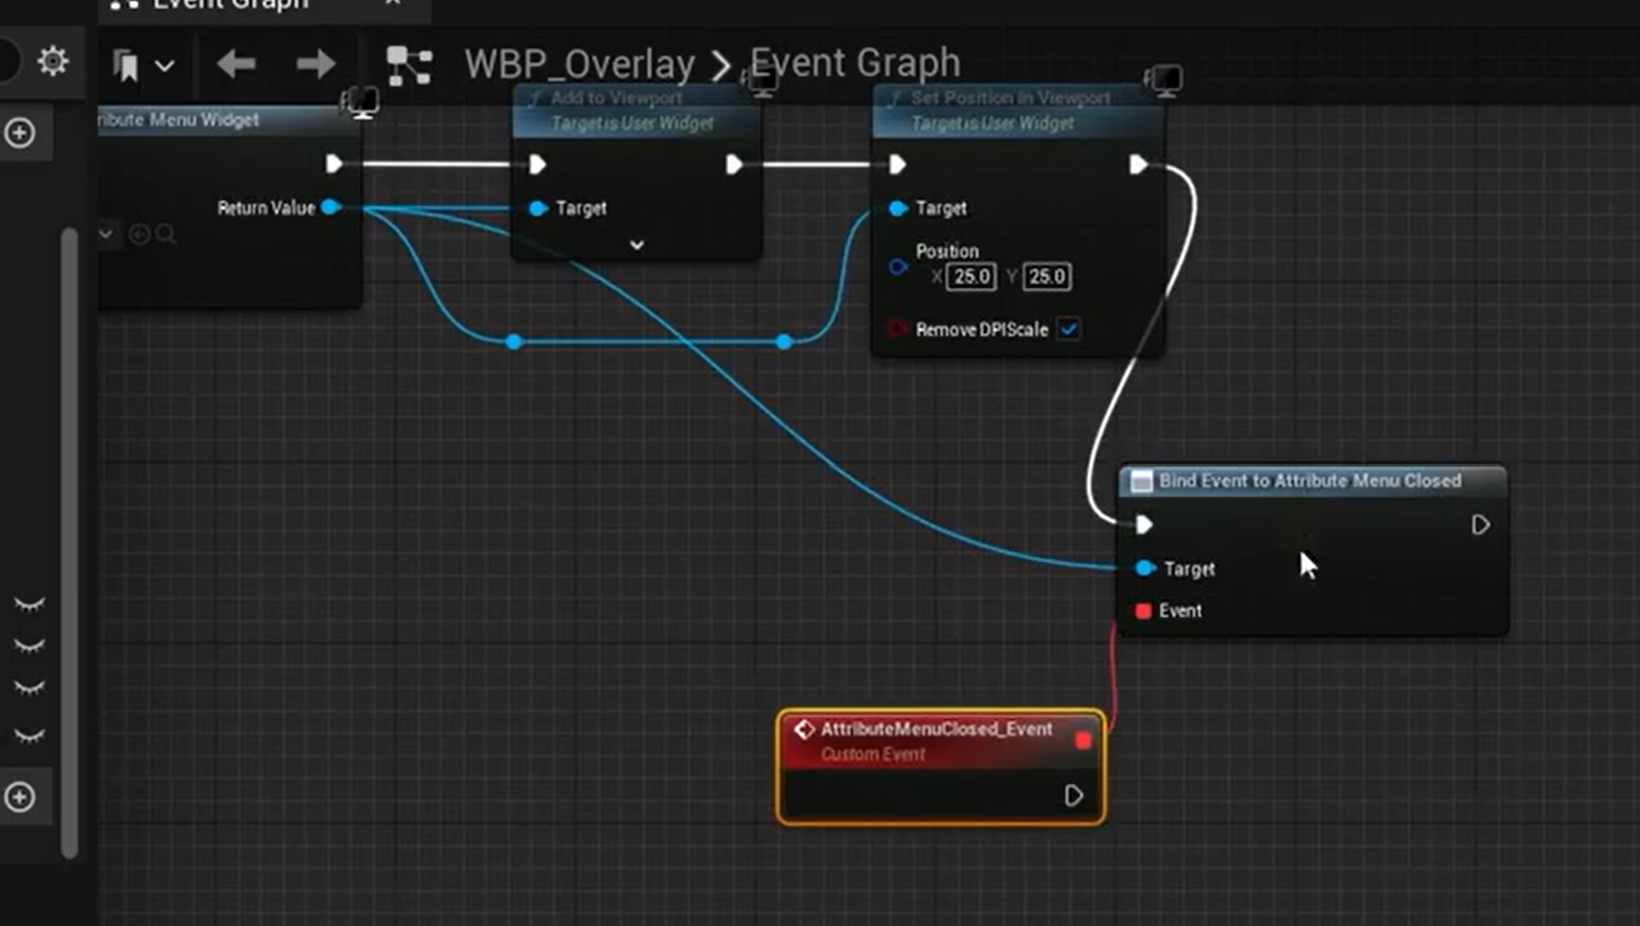 Event Graph
WBP_Overlay > Event Graph
ribute Menu Widget
Return Value
Add to Viewport
Target is User Widget
Target
Set Position in Viewport
Target is User Widget
Target
Position
X 25.0 Y 25.0
Remove DPI Scale
Bind Event to Attribute Menu Closed
Target
Event
AttributeMenuClosed_Event
Custom Event